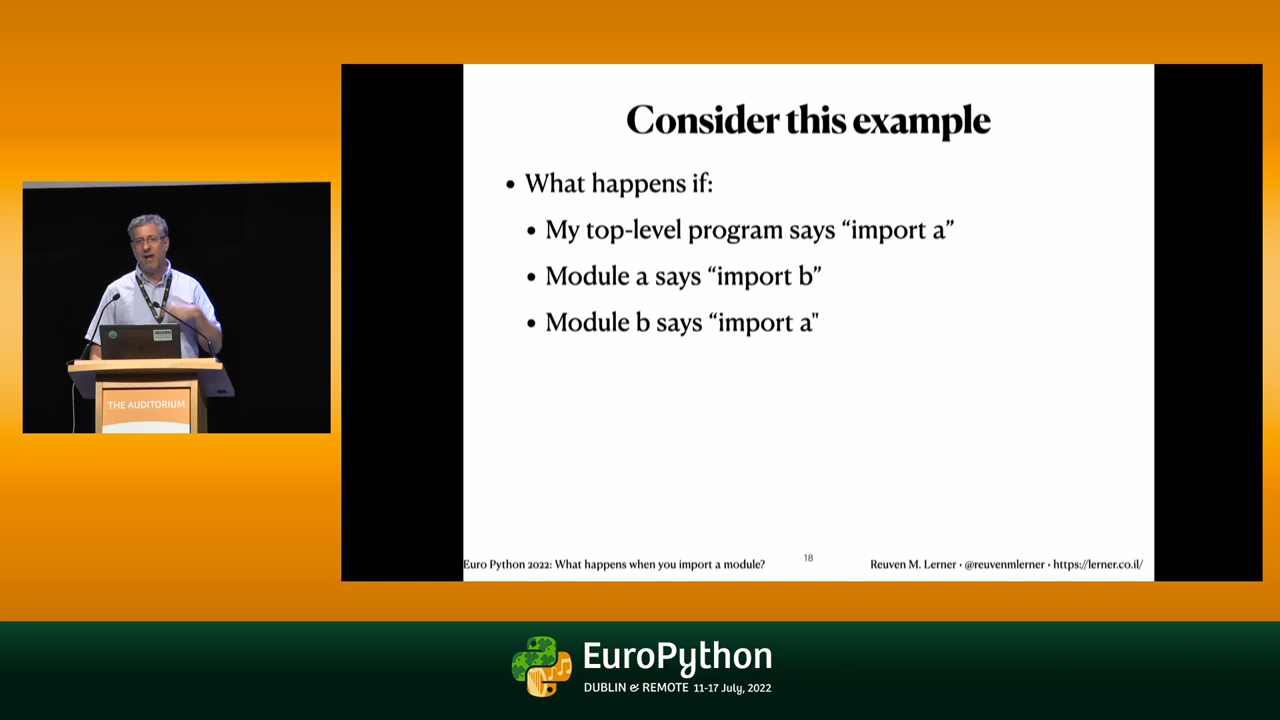 Consider this example
• What happens if:
• My top-level program says “import a”
• Module a says “import b”
• Module b says “import a"
Euro Python 2022: What happens when you import a module?
18
Reuven M. Lerner • @reuvenmlerner • https://lerner.co.il/
THE AUDITORIUM
EuroPython
DUBLIN & REMOTE 11-17 July, 2022